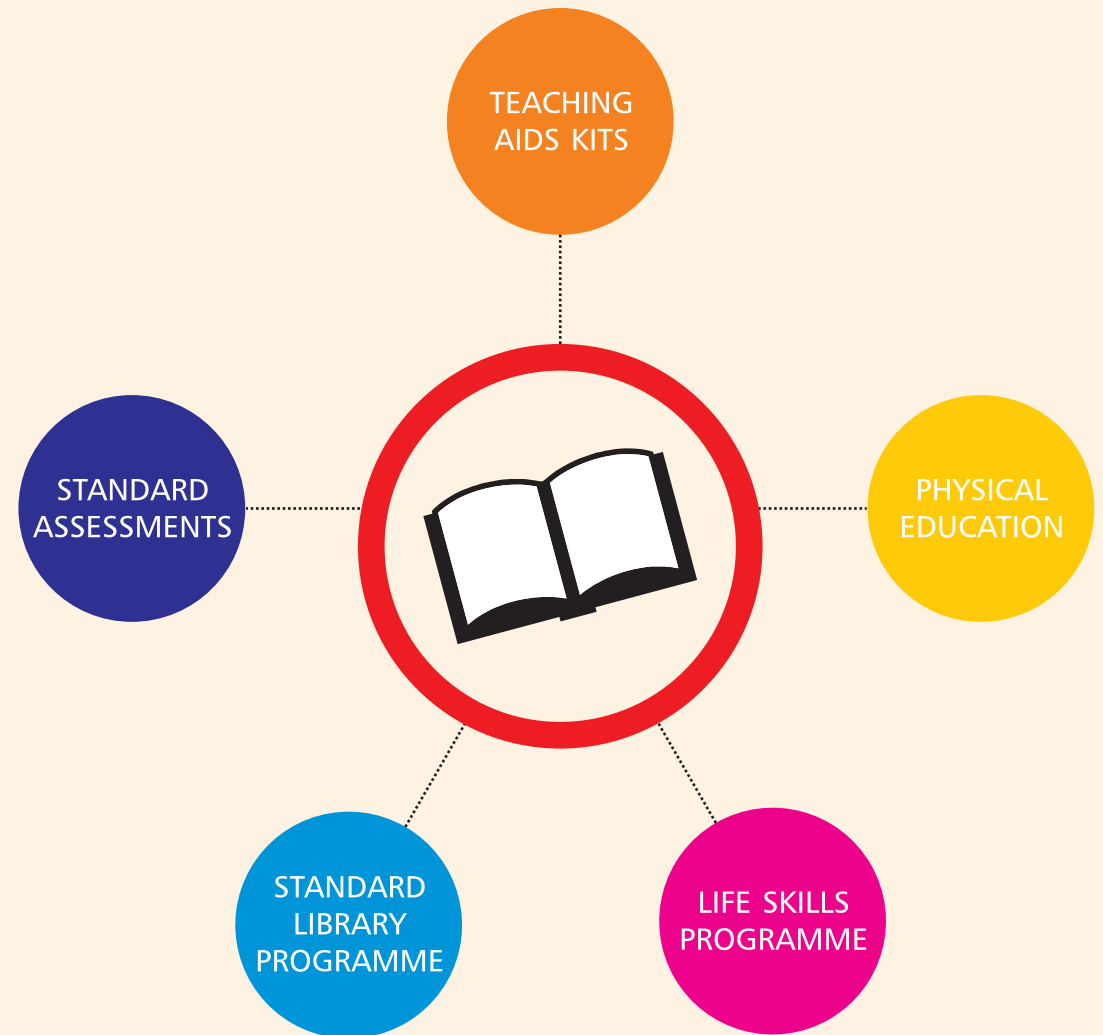 TEACHING
AIDS KITS
STANDARD
ASSESSMENTS
PHYSICAL
EDUCATION
STANDARD
LIBRARY
PROGRAMME
LIFE SKILLS
PROGRAMME